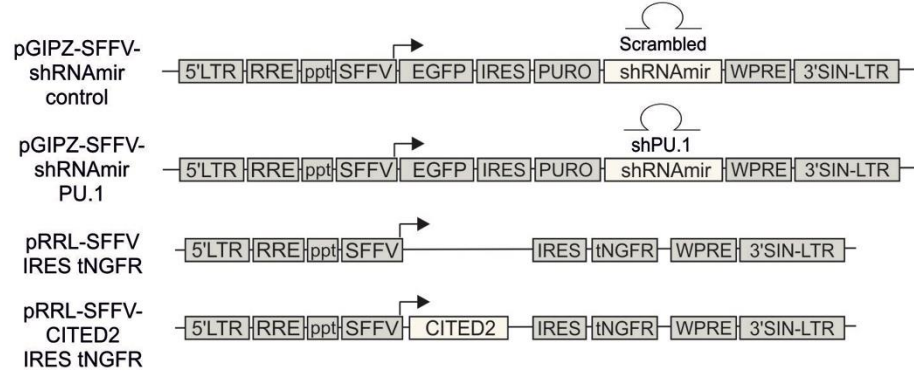 pGIPZ-SFFV-
shRNAmir
control
Scrambled
5'LTR RRE ppt SFFV EGFP IRES PURO shRNAmir WPRE 3'SIN-LTR
pGIPZ-SFFV-
shRNAmir
PU.1
shPU.1
5'LTR RRE ppt SFFV EGFP IRES PURO shRNAmir WPRE 3'SIN-LTR
pRRL-SFFV
IRES tNGFR
5'LTR RRE ppt SFFV IRES tNGFR WPRE 3'SIN-LTR
pRRL-SFFV-
CITED2
IRES tNGFR
5'LTR RRE ppt SFFV CITED2 IRES tNGFR WPRE 3'SIN-LTR